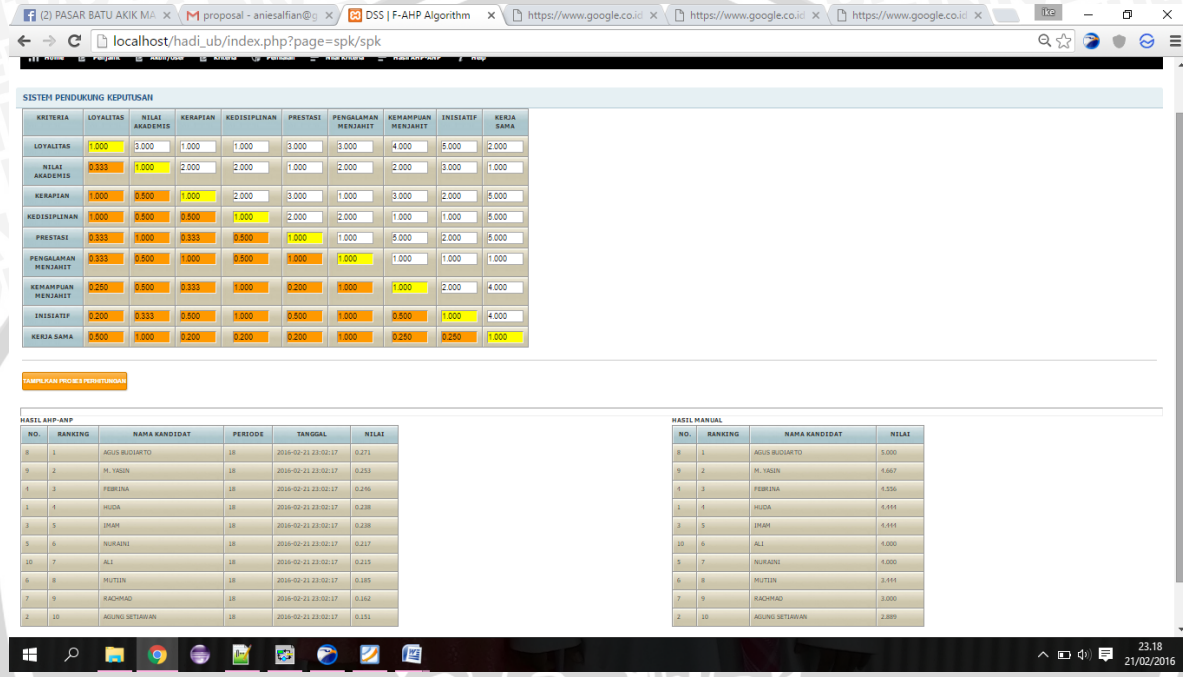 (2) PASAR BATU AKIK MA
M proposal - aniesalfian@g
DSS | F-AHP Algorithm
https://www.google.co.id
https://www.google.co.id
https://www.google.co.id
ike
localhost/hadi_ub/index.php?page=spk/spk
Home Penjahit Aktif/User Kriteria Penilaian Nilai Kriteria Hasil AHP-ANP Help
SISTEM PENDUKUNG KEPUTUSAN
KRITERIA LOYALITAS NILAI AKADEMIS KERAPIAN KEDISIPLINAN PRESTASI PENGALAMAN MENJAHIT KEMAMPUAN MENJAHIT INISIATIF KERJA SAMA
LOYALITAS 1.000 3.000 1.000 1.000 3.000 3.000 4.000 5.000 2.000
NILAI AKADEMIS 0.333 1.000 2.000 2.000 1.000 2.000 2.000 3.000 1.000
KERAPIAN 1.000 0.500 1.000 2.000 3.000 1.000 3.000 2.000 5.000
KEDISIPLINAN 1.000 0.500 0.500 1.000 2.000 2.000 1.000 1.000 5.000
PRESTASI 0.333 1.000 0.333 0.500 1.000 1.000 5.000 2.000 5.000
PENGALAMAN MENJAHIT 0.333 0.500 1.000 0.500 1.000 1.000 1.000 1.000 1.000
KEMAMPUAN MENJAHIT 0.250 0.500 0.333 1.000 0.200 1.000 1.000 2.000 4.000
INISIATIF 0.200 0.333 0.500 1.000 0.500 1.000 0.500 1.000 4.000
KERJA SAMA 0.500 1.000 0.200 0.200 0.200 1.000 0.250 0.250 1.000
TAMPILKAN PROSES PERHITUNGAN
HASIL AHP-ANP
NO. RANKING NAMA KANDIDAT PERIODE TANGGAL NILAI
8 1 AGUS BUDIARTO 18 2016-02-21 23:02:17 0.271
9 2 M. YASIN 18 2016-02-21 23:02:17 0.253
4 3 FEBRINA 18 2016-02-21 23:02:17 0.246
1 4 HUDA 18 2016-02-21 23:02:17 0.238
3 5 IMAM 18 2016-02-21 23:02:17 0.238
5 6 NURAINI 18 2016-02-21 23:02:17 0.217
10 7 ALI 18 2016-02-21 23:02:17 0.215
6 8 MUTIIN 18 2016-02-21 23:02:17 0.185
7 9 RACHMAD 18 2016-02-21 23:02:17 0.162
2 10 AGUNG SETIAWAN 18 2016-02-21 23:02:17 0.151
HASIL MANUAL
NO. RANKING NAMA KANDIDAT NILAI
8 1 AGUS BUDIARTO 5.000
9 2 M. YASIN 4.667
4 3 FEBRINA 4.556
1 4 HUDA 4.444
3 5 IMAM 4.444
10 6 ALI 4.000
5 7 NURAINI 4.000
6 8 MUTIIN 3.444
7 9 RACHMAD 3.000
2 10 AGUNG SETIAWAN 2.889
23.18
21/02/2016